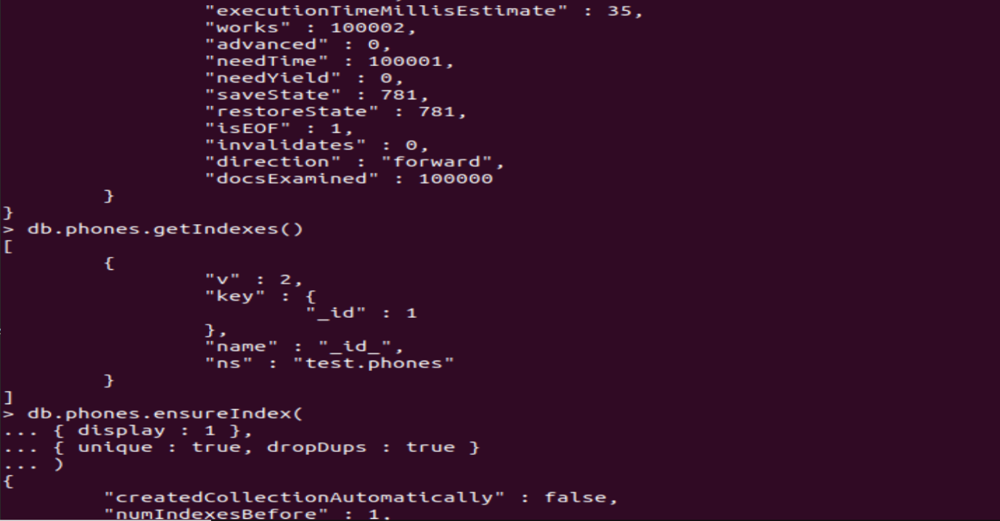 "executionTimeMillisEstimate" : 35,
"works" : 100002,
"advanced" : 0,
"needTime" : 100001,
"needYield" : 0,
"saveState" : 781,
"restoreState" : 781,
"isEOF" : 1,
"invalidates" : 0,
"direction" : "forward",
"docsExamined" : 100000
}
}
> db.phones.getIndexes()
[
{
"v" : 2,
"key" : {
"_id" : 1
},
"name" : "_id_",
"ns" : "test.phones"
}
]
> db.phones.ensureIndex(
... { display : 1 },
... { unique : true, dropDups : true }
... )
{
"createdCollectionAutomatically" : false,
"numIndexesBefore" : 1,